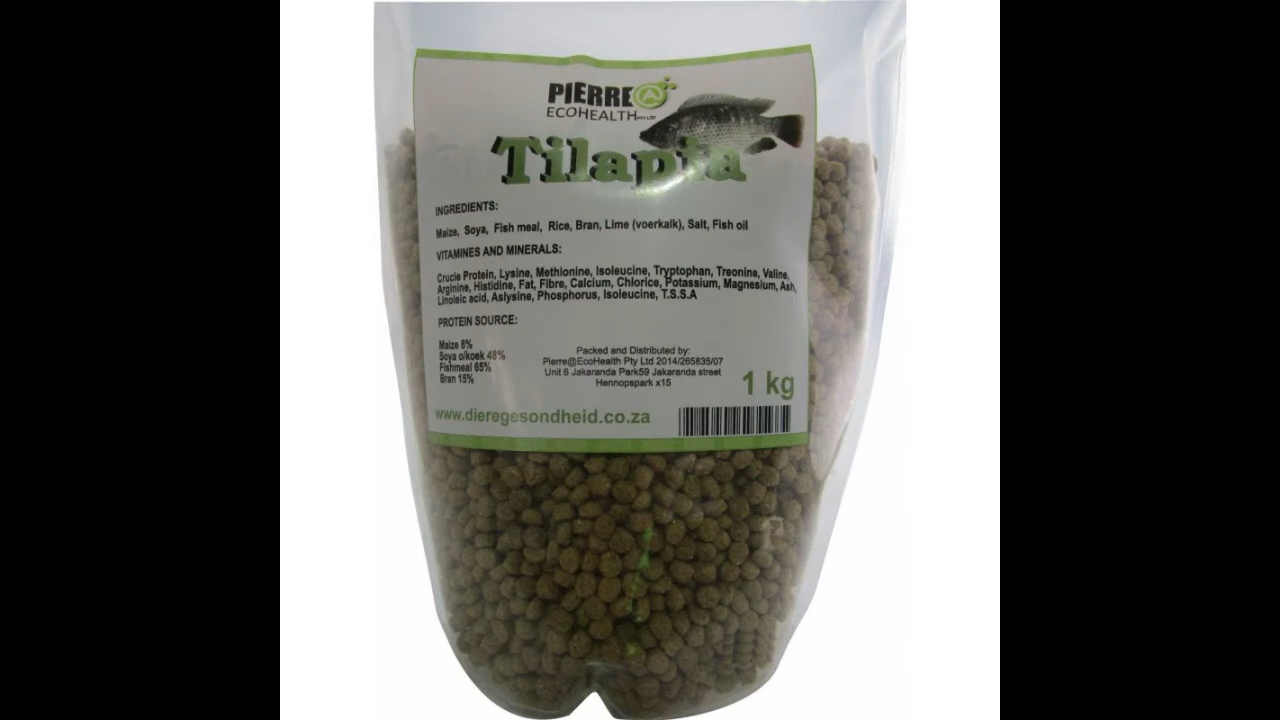 PIERRE@
ECOHEALTH PTY LTD
Tilapia
INGREDIENTS:
Maize, Soya, Fish meal, Rice, Bran, Lime (voerkalk), Salt, Fish oil
VITAMINES AND MINERALS:
Crucie Protein, Lysine, Methionine, Isoleucine, Tryptophan, Treonine, Valine,
Arginine, Histidine, Fat, Fibre, Calcium, Chlorice, Potassium, Magnesium, Ash,
Linoleic acid, Aslysine, Phosphorus, Isoleucine, T.S.S.A
PROTEIN SOURCE:
Maize 8%
Soya o/koek 48%
Fishmeal 65%
Bran 15%
Packed and Distributed by:
Pierre@EcoHealth Pty Ltd 2014/265835/07
Unit 6 Jakaranda Park59 Jakaranda street
Hennopspark x15
1 kg
www.dieregesondheid.co.za